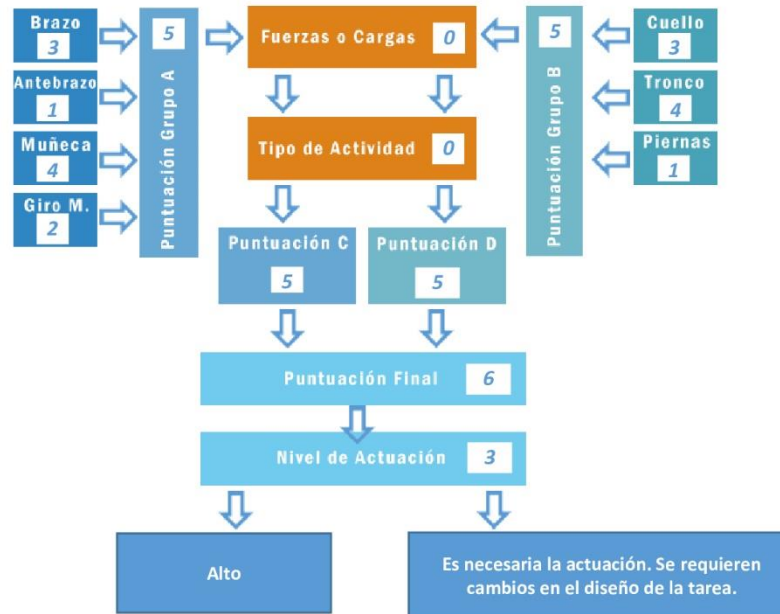 Brazo
3
Antebrazo
1
Muñeca
4
Giro M.
2
5
Puntuación Grupo A
Fuerzas o Cargas 0
Tipo de Actividad 0
Puntuación C
5
Puntuación D
5
5
Puntuación Grupo B
Cuello
3
Tronco
4
Piernas
1
Puntuación Final 6
Nivel de Actuación 3
Alto
Es necesaria la actuación. Se requieren
cambios en el diseño de la tarea.